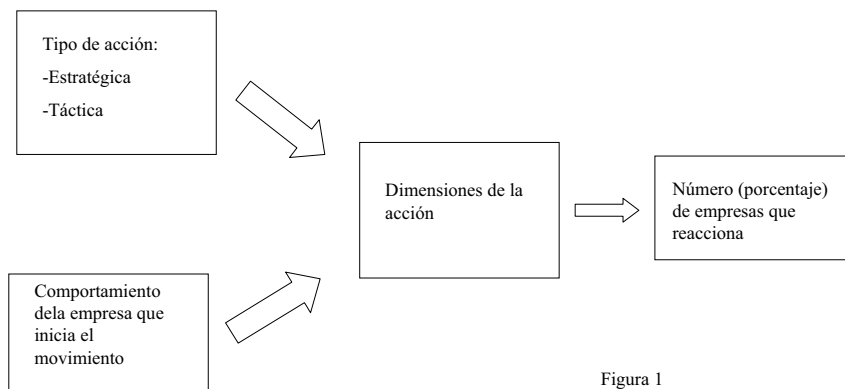 Tipo de acción:
-Estratégica
-Táctica
Dimensiones de la
acción
Número (porcentaje)
de empresas que
reacciona
Comportamiento
dela empresa que
inicia el
movimiento
Figura 1